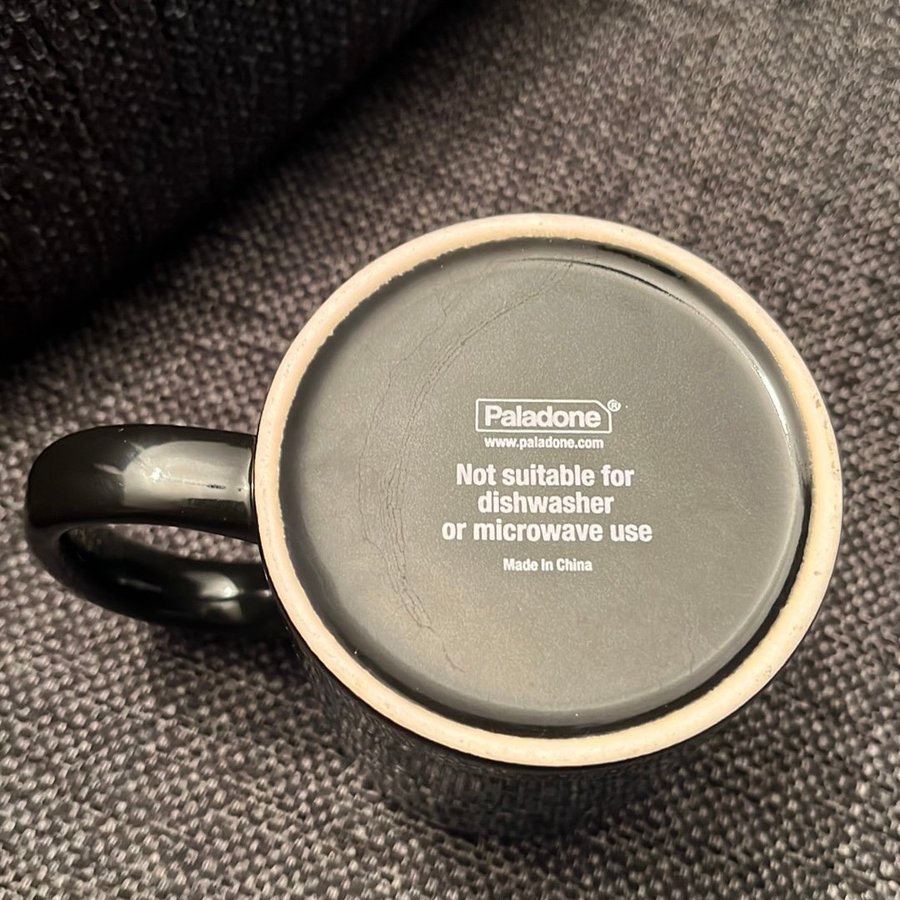 Paladone®
www.paladone.com
Not suitable for
dishwasher
or microwave use
Made In China